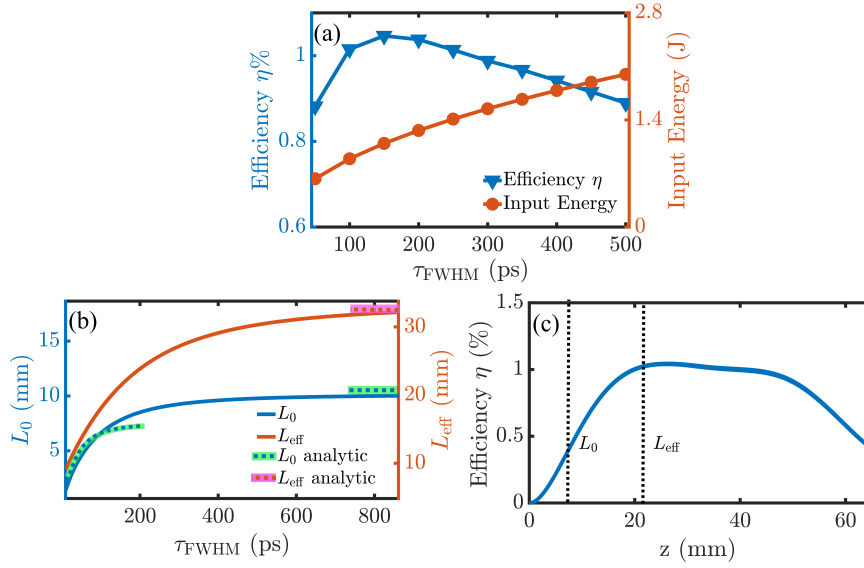 (a)
Efficiency η%
1
0.8
0.6
2.8
1.4
0
Input Energy (J)
Efficiency η
Input Energy
100
200
300
400
500
τFWHM (ps)
(b)
L0 (mm)
15
10
5
30
20
10
Leff (mm)
L0
Leff
L0 analytic
Leff analytic
200
400
600
800
τFWHM (ps)
(c)
Efficiency η (%)
1.5
1
0.5
0
L0
Leff
0
20
40
60
z (mm)